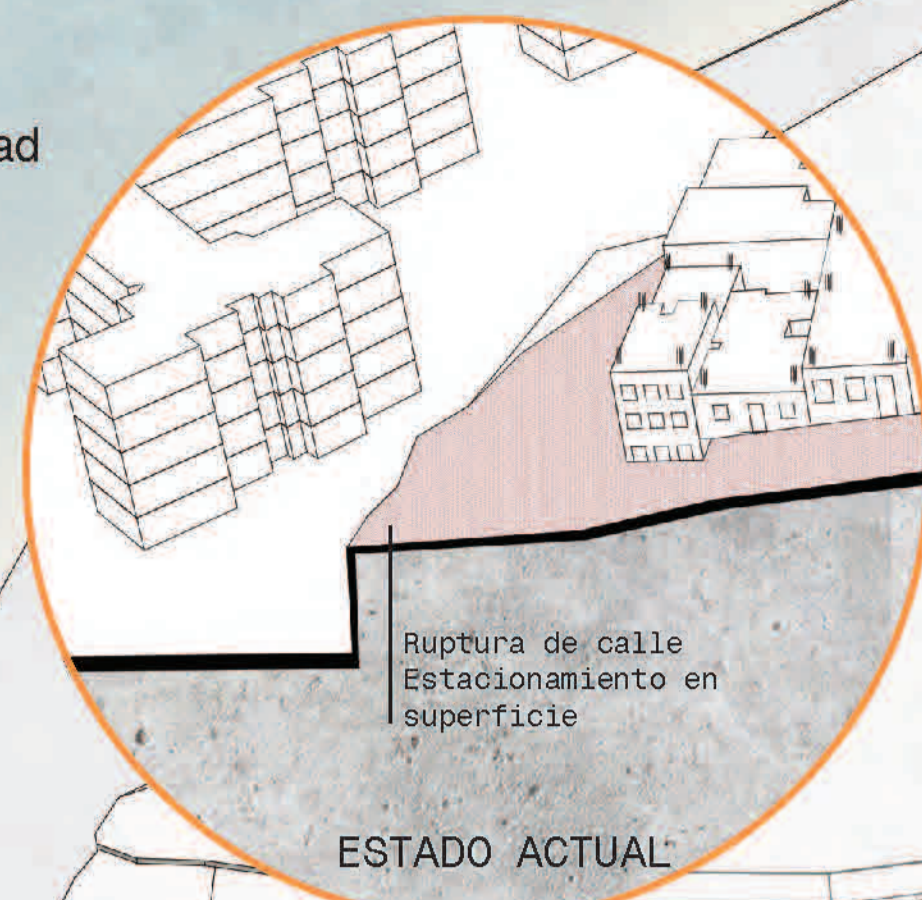 ad
Ruptura de calle
Estacionamiento en
superficie
ESTADO ACTUAL